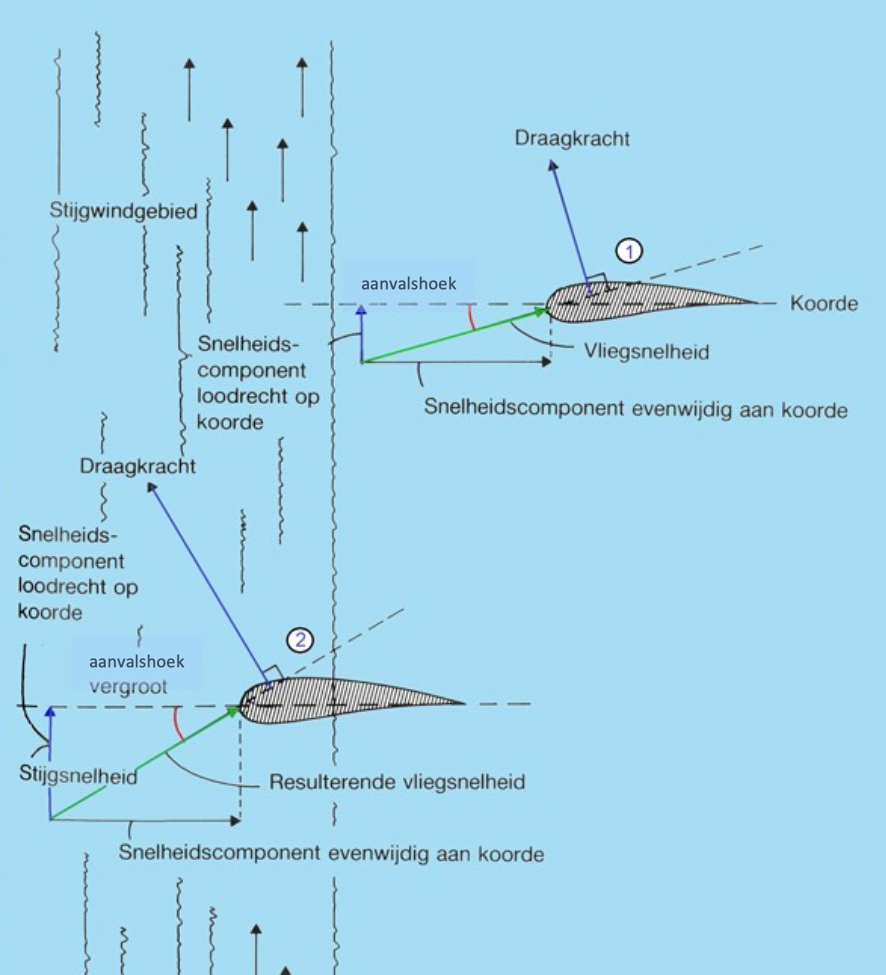 Draagkracht
Stijgwindgebied
1
aanvalshoek
Koorde
Snelheids-
component
loodrecht op
koorde
Vliegsnelheid
Snelheidscomponent evenwijdig aan koorde
Draagkracht
Snelheids-
component
loodrecht op
koorde
2
aanvalshoek
vergroot
Stijgsnelheid
Resulterende vliegsnelheid
Snelheidscomponent evenwijdig aan koorde